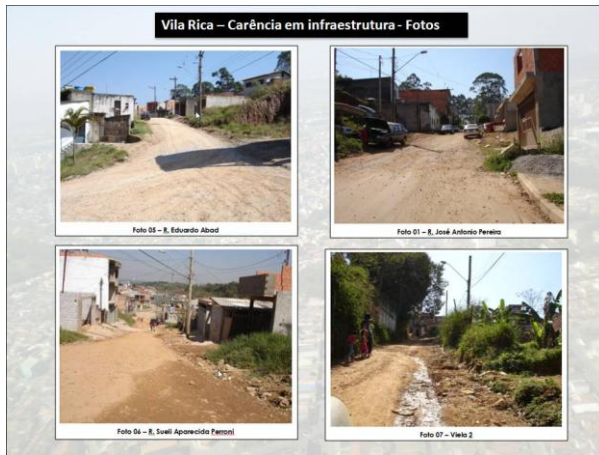 Vila Rica – Carência em infraestrutura - Fotos
Foto 05 – R. Eduardo Abad
Foto 01 – R. José Antonio Pereira
Foto 06 – R. Sueli Aparecida Perroni
Foto 07 – Viela 2